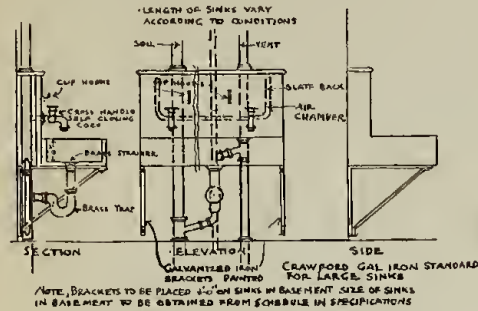 LENGTH OF SINKS VARY
ACCORDING TO CONDITIONS
SOIL
VENT
CUP HOOKS
CROSS HANDLE
SELF CLOSING
COCK
SLATE BACK
AIR
CHAMBER
BRASS STRAINER
BRASS TRAP
SECTION
ELEVATION
SIDE
GALVANIZED IRON
BRACKETS PAINTED
CRAWFORD GAL IRON STANDARD
FOR LARGE SINKS
NOTE, BRACKETS TO BE PLACED ON SINKS IN BASEMENT SIZE OF SINKS
IN BASEMENT TO BE OBTAINED FROM SCHEDULE IN SPECIFICATIONS